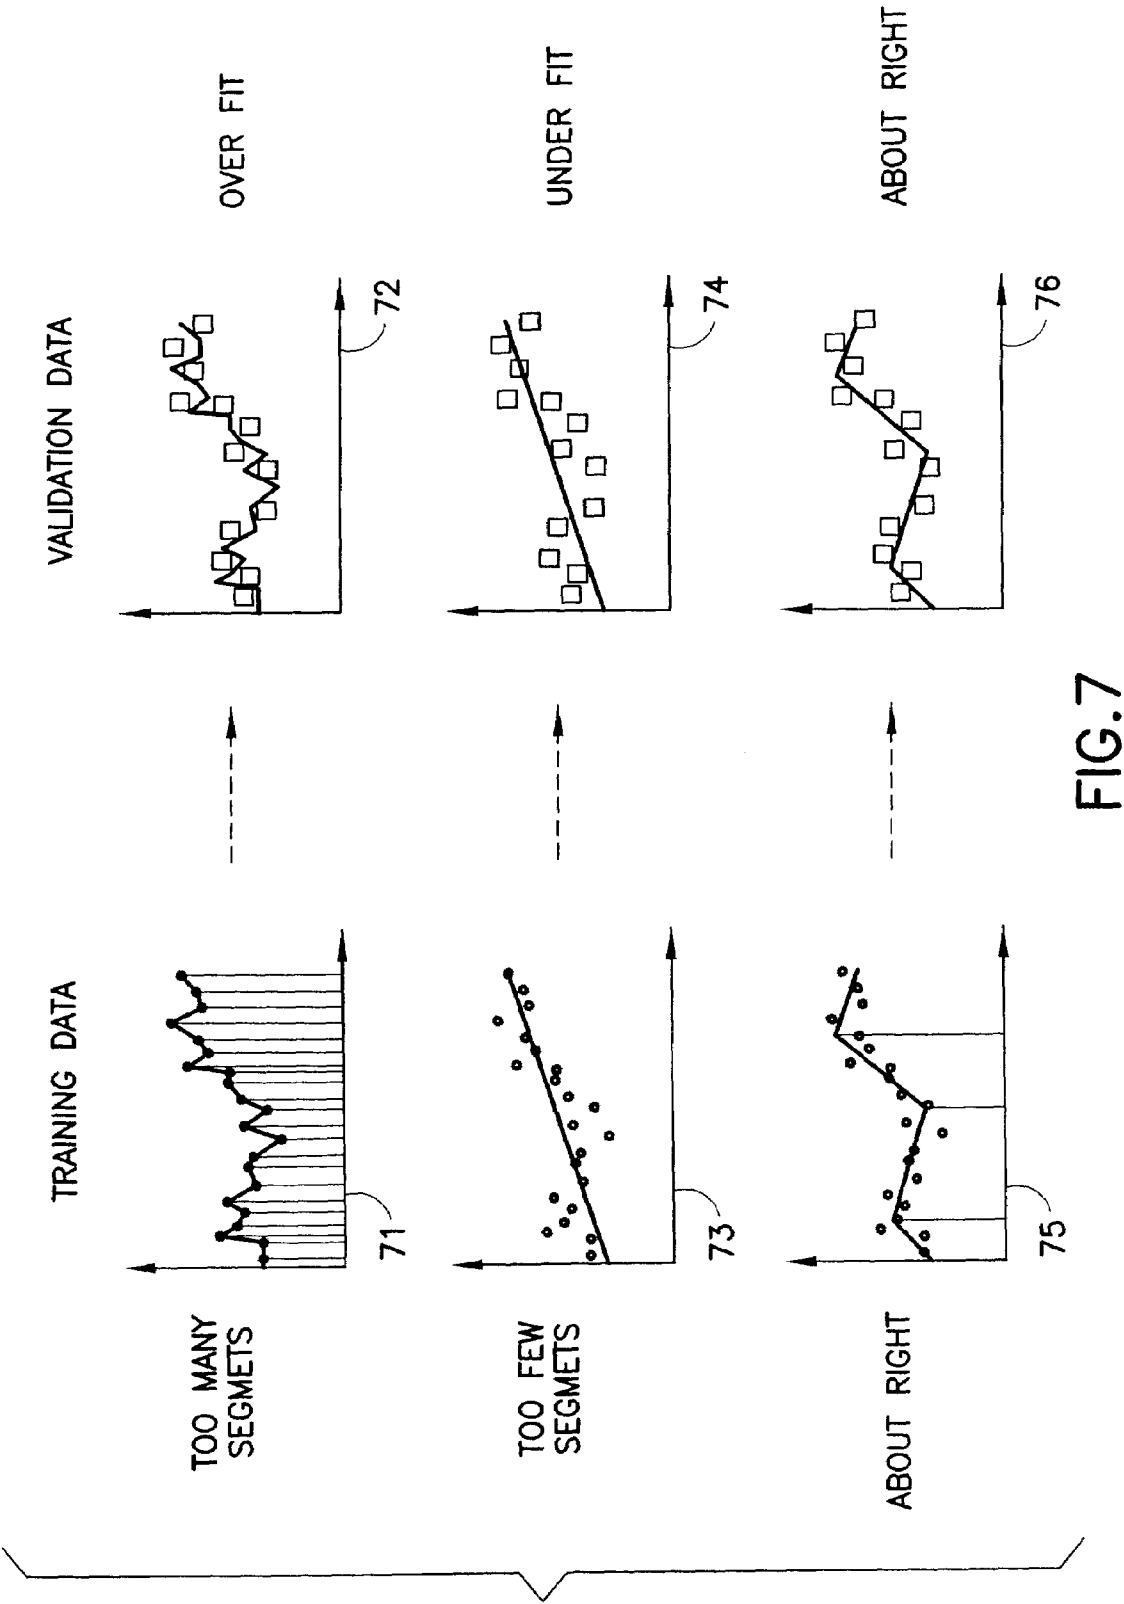 TRAINING DATA
VALIDATION DATA
TOO MANY
SEGMETS
71
72
OVER FIT
TOO FEW
SEGMETS
73
74
UNDER FIT
ABOUT RIGHT
75
76
ABOUT RIGHT
FIG.7